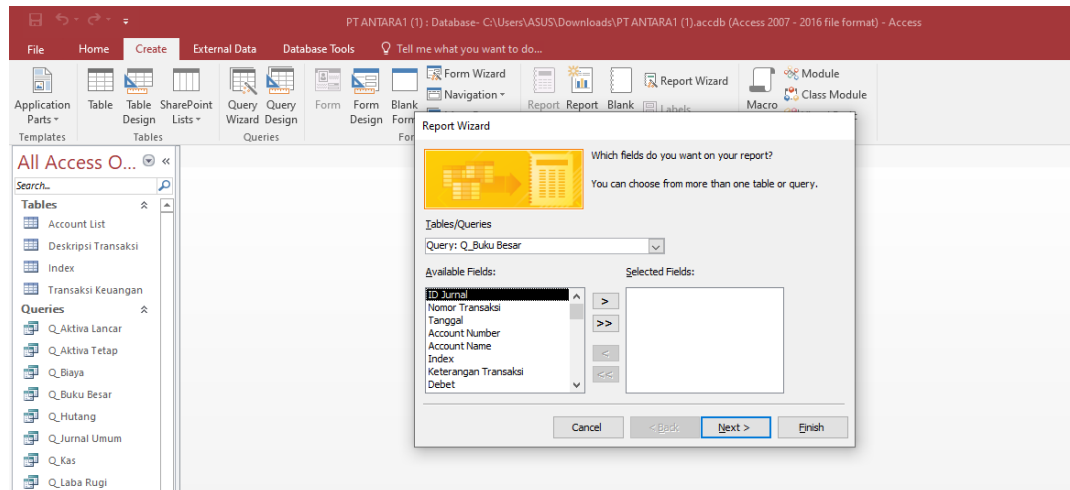 PT ANTARA1 (1) : Database- C:\Users\ASUS\Downloads\PT ANTARA1 (1).accdb (Access 2007 - 2016 file format) - Access
File Home Create External Data Database Tools Tell me what you want to do...
Application Parts
Table
Table Design
SharePoint Lists
Query Wizard
Query Design
Form
Form Design
Blank Form
Form Wizard
Navigation
Report
Report
Blank
Report Wizard
Labels
Macro
Module
Class Module
Templates Tables Queries For
All Access O...
Search...
Tables
Account List
Deskripsi Transaksi
Index
Transaksi Keuangan
Queries
Q_Aktiva Lancar
Q_Aktiva Tetap
Q_Biaya
Q_Buku Besar
Q_Hutang
Q_Jurnal Umum
Q_Kas
Q_Laba Rugi
Report Wizard
Which fields do you want on your report?
You can choose from more than one table or query.
Tables/Queries
Query: Q_Buku Besar
Available Fields: Selected Fields:
ID Jurnal
Nomor Transaksi
Tanggal
Account Number
Account Name
Index
Keterangan Transaksi
Debet
>
>>
<
<<
Cancel < Back Next > Finish